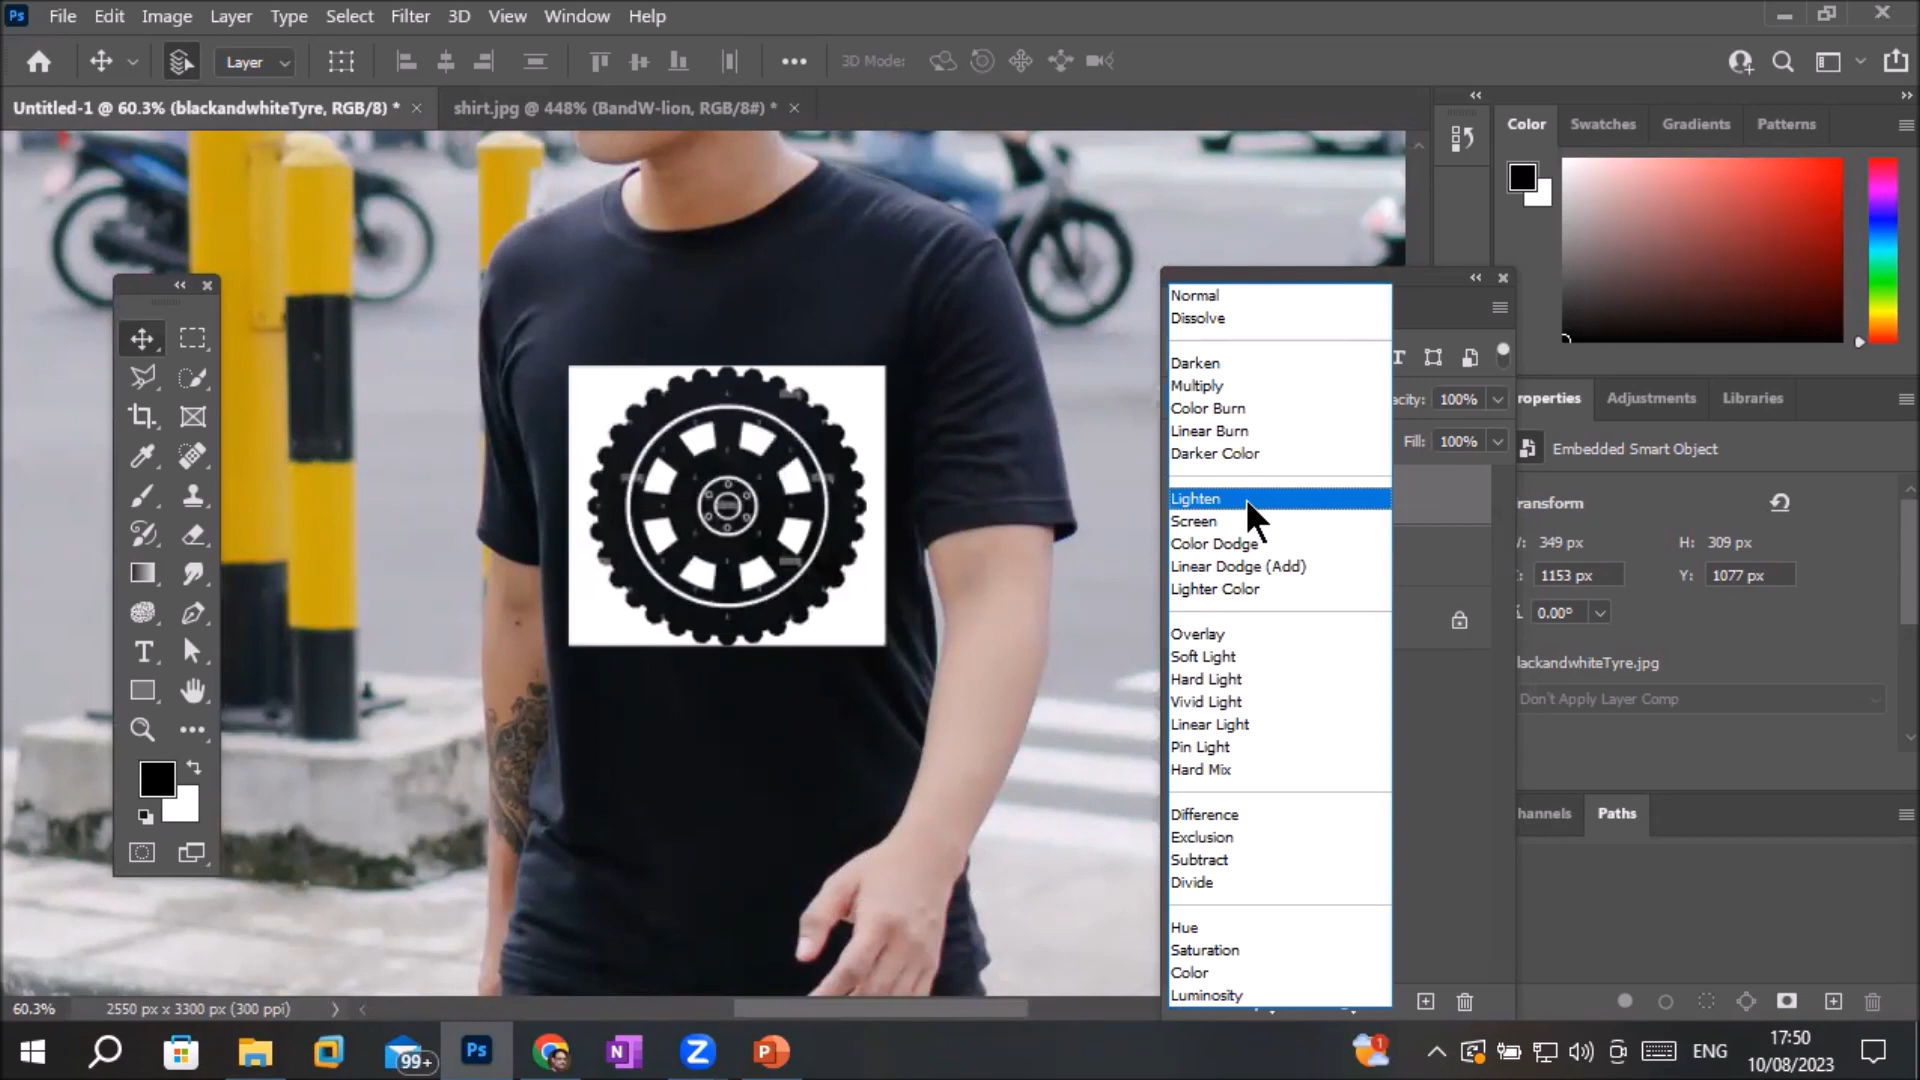 Ps File Edit Image Layer Type Select Filter 3D View Window Help
Layer 3D Mode:
Untitled-1 @ 60.3% (blackandwhiteTyre, RGB/8) * shirt.jpg @ 448% (BandW-lion, RGB/8#) *
Color Swatches Gradients Patterns
Normal
Dissolve
Darken
Multiply
Color Burn
Linear Burn
Darker Color
Lighten
Screen
Color Dodge
Linear Dodge (Add)
Lighter Color
Overlay
Soft Light
Hard Light
Vivid Light
Linear Light
Pin Light
Hard Mix
Difference
Exclusion
Subtract
Divide
Hue
Saturation
Color
Luminosity
acity: 100%
Fill: 100%
roperties Adjustments Libraries
Embedded Smart Object
ransform
349 px H: 309 px
1153 px Y: 1077 px
0.00°
lackandwhiteTyre.jpg
Don't Apply Layer Comp
hannels Paths
60.3% 2550 px x 3300 px (300 ppi)
99+ Ps N Z P 1 ENG
17:50
10/08/2023